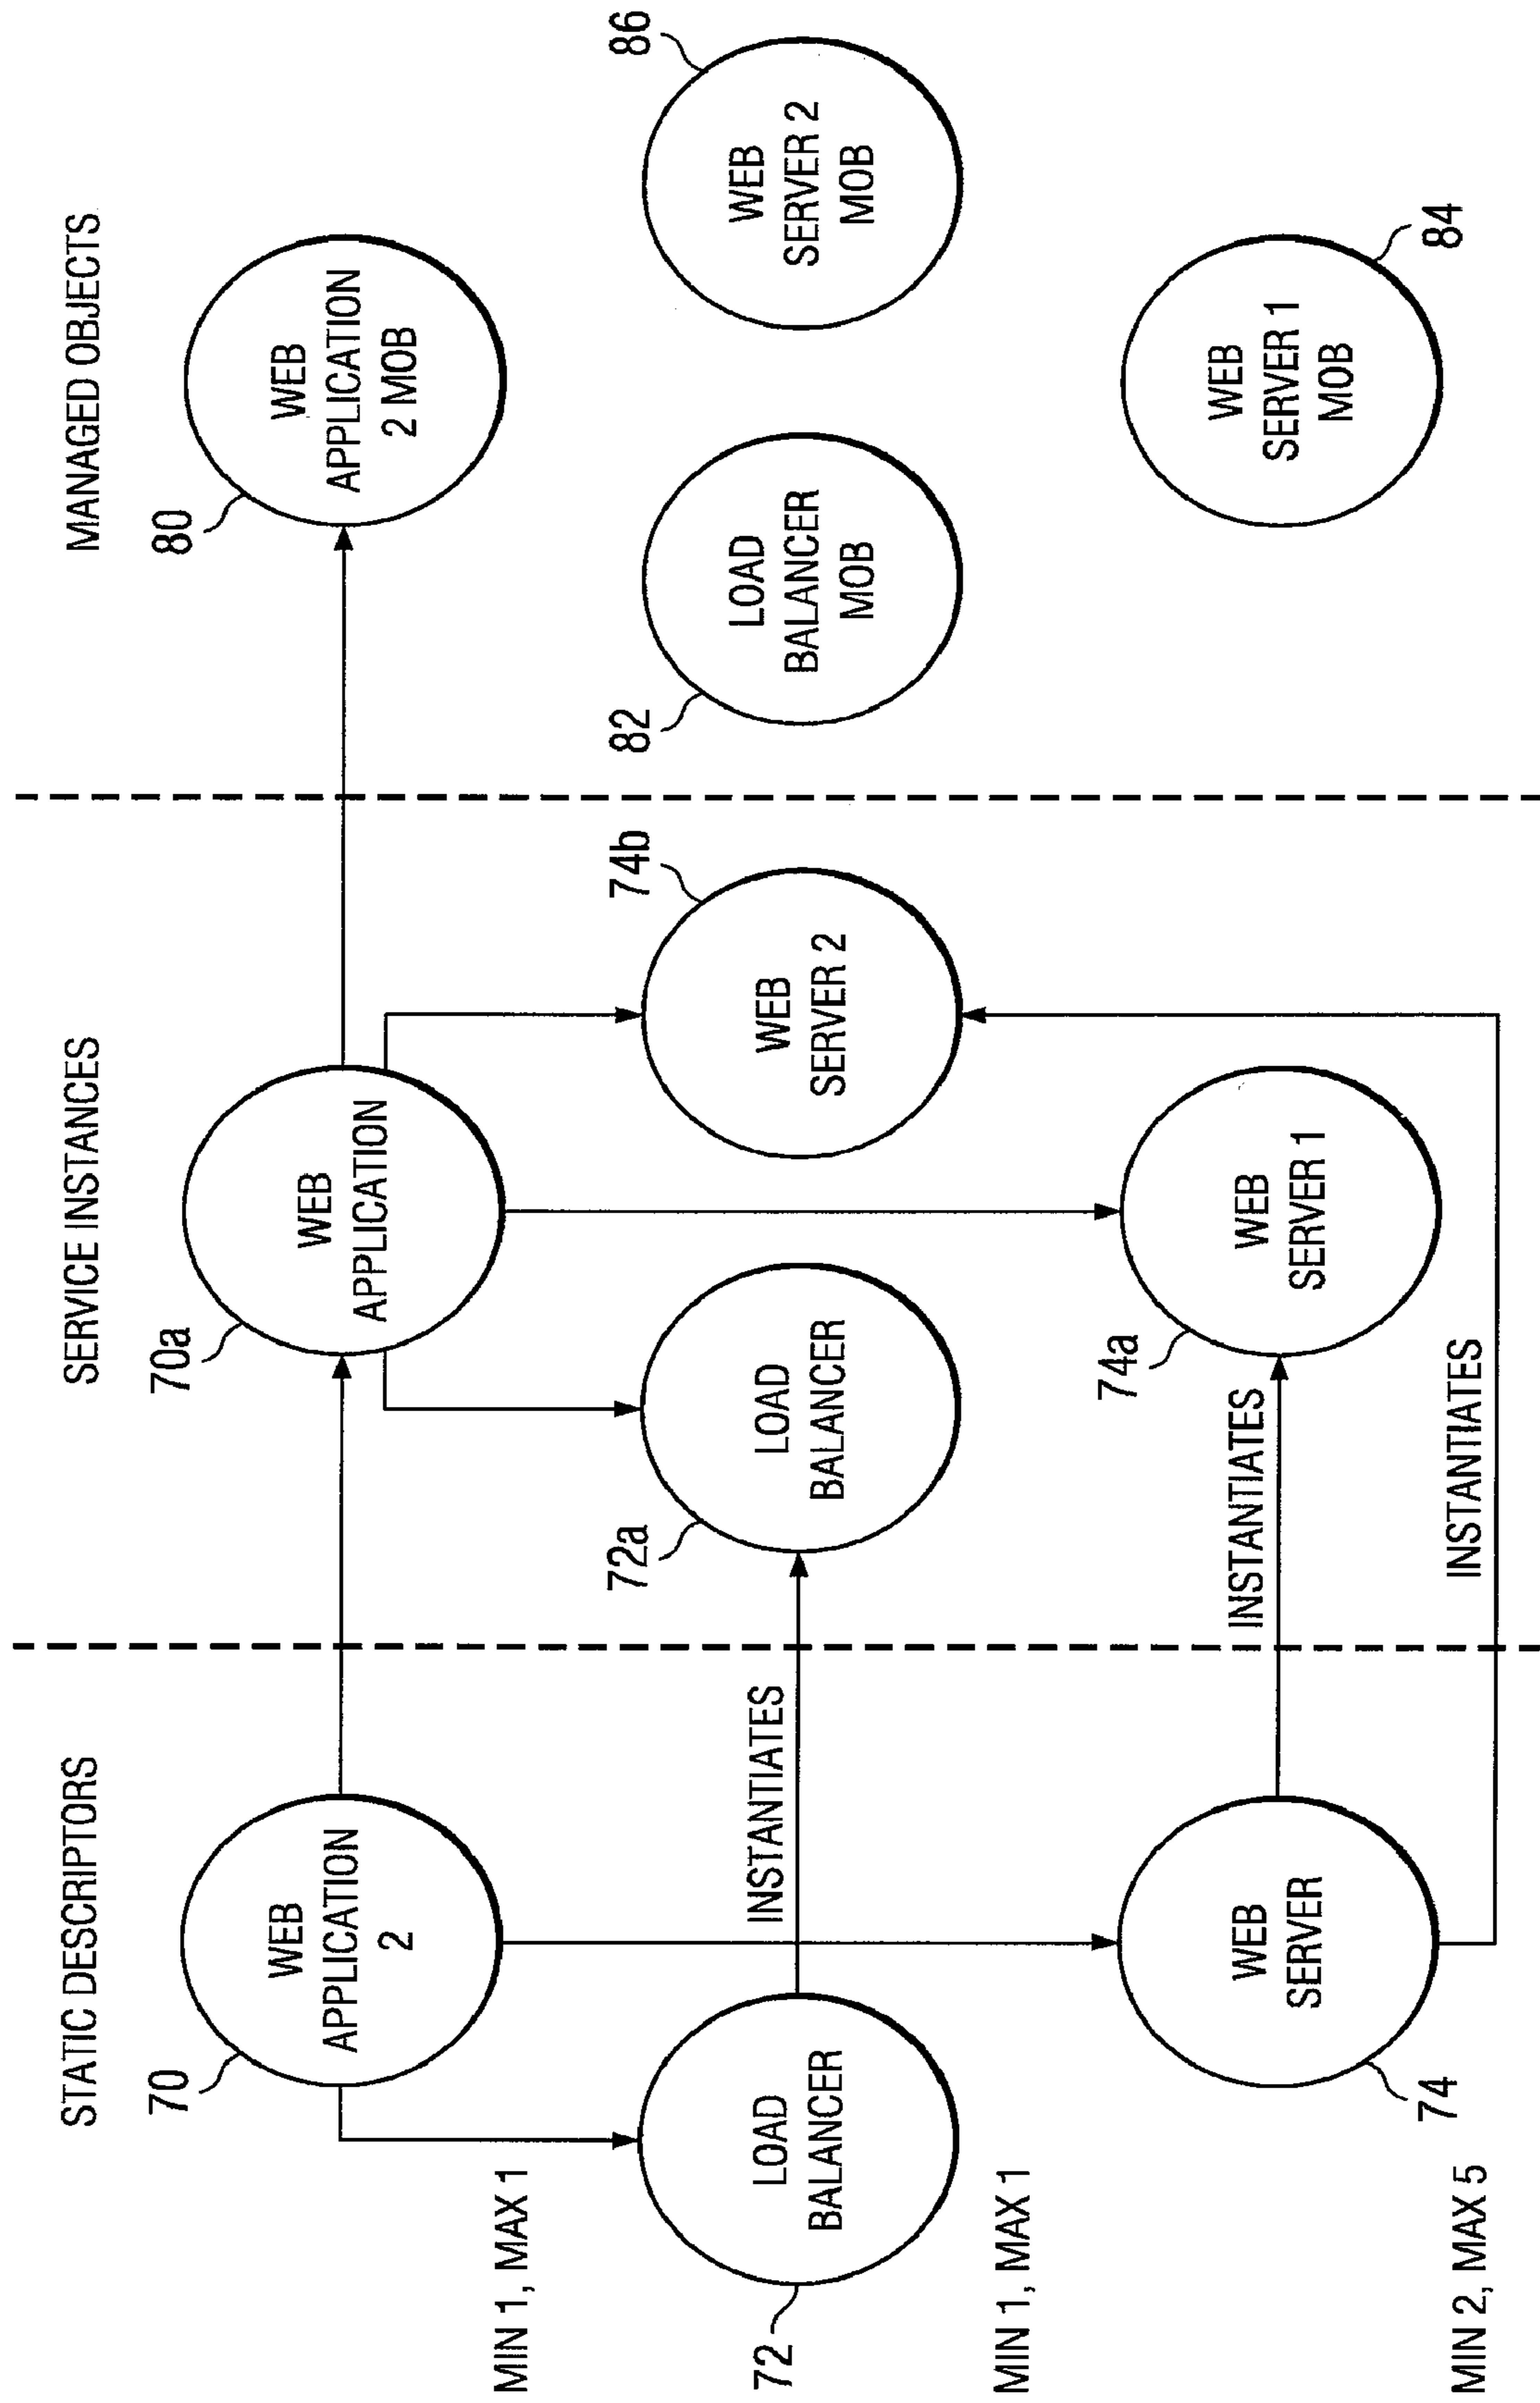 STATIC DESCRIPTORS
SERVICE INSTANCES
MANAGED OBJECTS
70
WEB
APPLICATION
2
70a
WEB
APPLICATION
80
WEB
APPLICATION
2 MOB
MIN 1, MAX 1
72
LOAD
BALANCER
INSTANTIATES
72a
LOAD
BALANCER
74b
WEB
SERVER 2
82
LOAD
BALANCER
MOB
86
WEB
SERVER 2
MOB
MIN 1, MAX 1
74
WEB
SERVER
INSTANTIATES
74a
WEB
SERVER 1
84
WEB
SERVER 1
MOB
MIN 2, MAX 5
INSTANTIATES